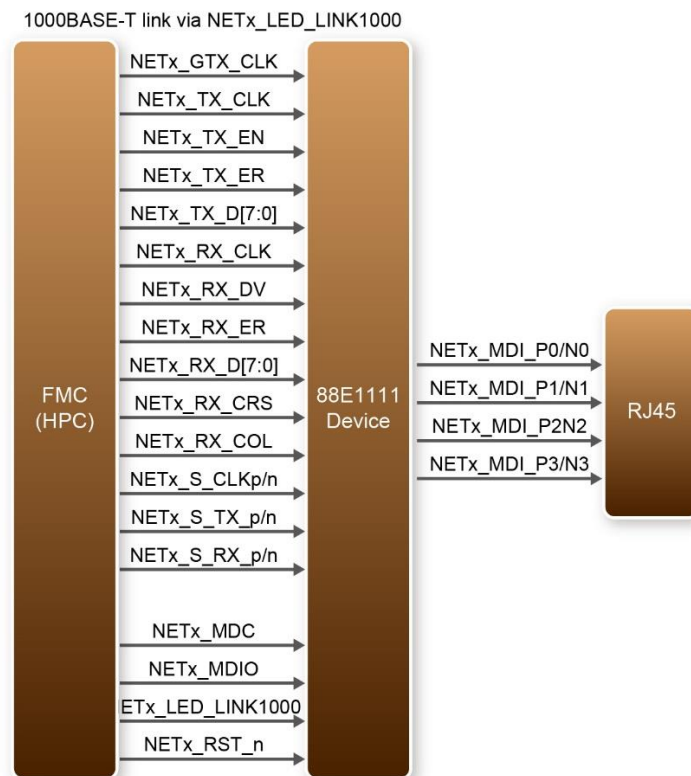 1000BASE-T link via NETx_LED_LINK1000
NETx_GTX_CLK
NETx_TX_CLK
NETx_TX_EN
NETx_TX_ER
NETx_TX_D[7:0]
NETx_RX_CLK
NETx_RX_DV
NETx_RX_ER
NETx_RX_D[7:0]
NETx_RX_CRS
NETx_RX_COL
NETx_S_CLKp/n
NETx_S_TX_p/n
NETx_S_RX_p/n
NETx_MDC
NETx_MDIO
ETx_LED_LINK1000
NETx_RST_n
FMC
(HPC)
88E1111
Device
NETx_MDI_P0/N0
NETx_MDI_P1/N1
NETx_MDI_P2N2
NETx_MDI_P3/N3
RJ45